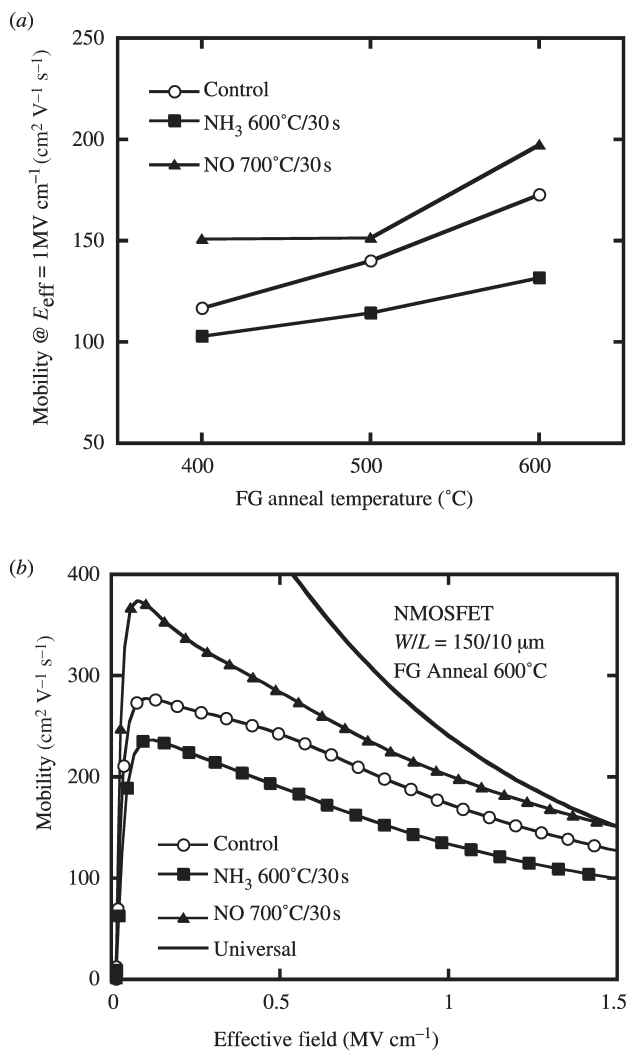 (a)
250
200
150
100
50
Mobility @ Eeff = 1MV cm⁻¹ (cm² V⁻¹ s⁻¹)
Control
NH₃ 600˚C/30 s
NO 700˚C/30 s
400 500 600
FG anneal temperature (˚C)
(b)
400
300
200
100
0
Mobility (cm² V⁻¹ s⁻¹)
NMOSFET
W/L = 150/10 µm
FG Anneal 600˚C
Control
NH₃ 600˚C/30 s
NO 700˚C/30 s
Universal
0 0.5 1 1.5
Effective field (MV cm⁻¹)